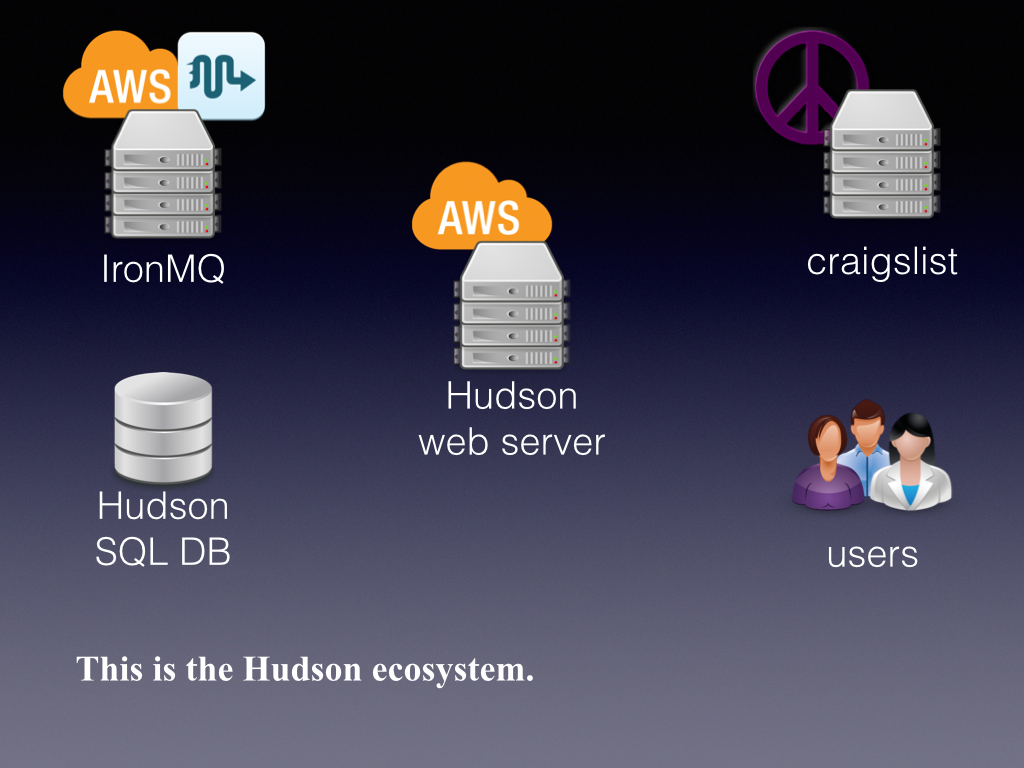 AWS
IronMQ
AWS
Hudson
web server
craigslist
Hudson
SQL DB
users
This is the Hudson ecosystem.